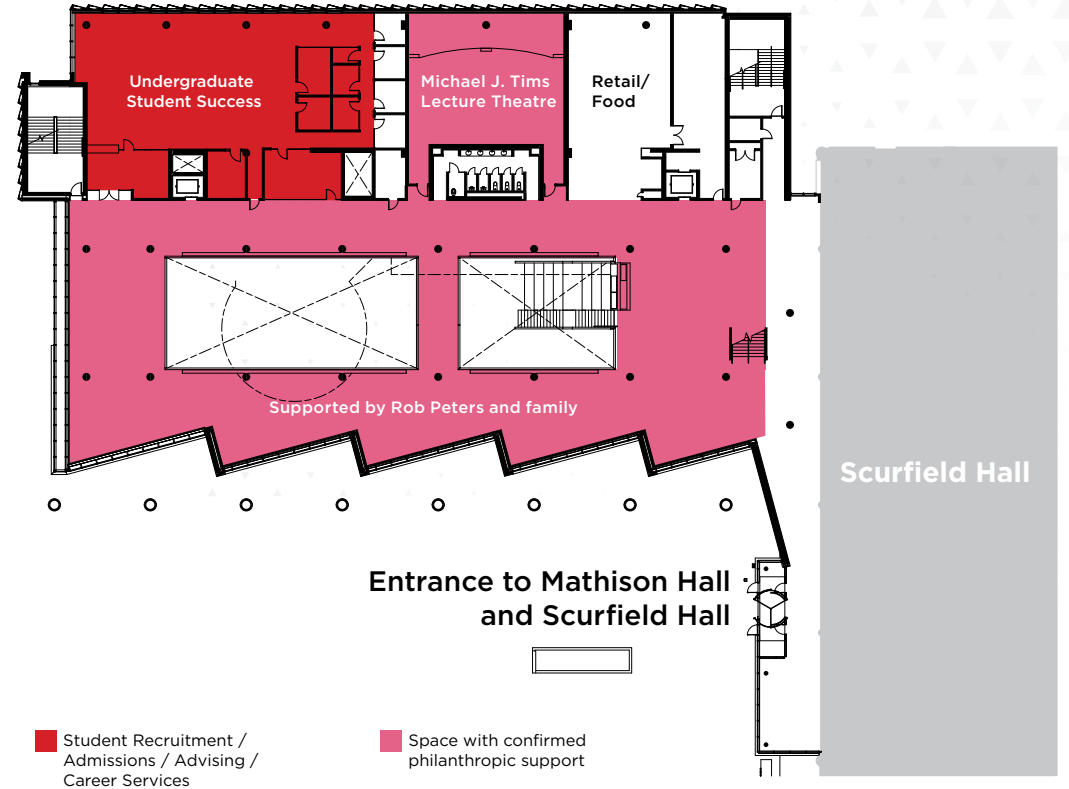 Undergraduate
Student Success
Michael J. Tims
Lecture Theatre
Retail/
Food
Supported by Rob Peters and family
Scurfield Hall
Entrance to Mathison Hall
and Scurfield Hall
Student Recruitment /
Admissions / Advising /
Career Services
Space with confirmed
philanthropic support